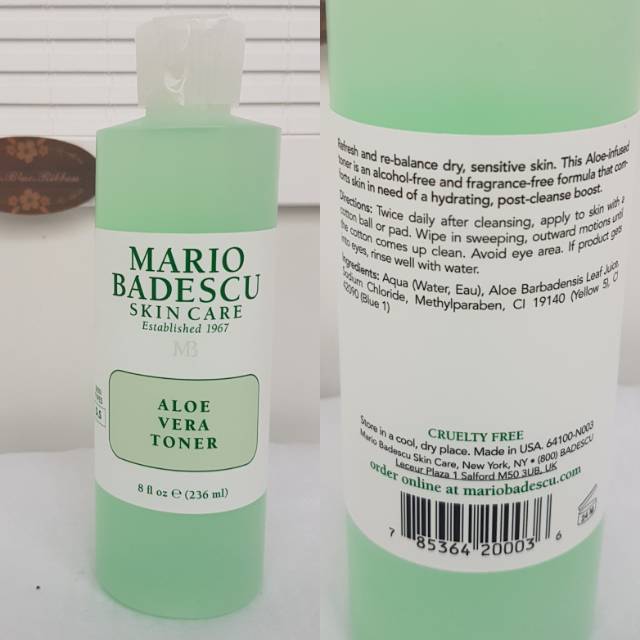 Blue Ribbon
MARIO
BADESCU
SKIN CARE
Established 1967
MB
ALOE
VERA
TONER
8 fl oz ℮ (236 ml)
Refresh and re-balance dry, sensitive skin. This Aloe-infused
toner is an alcohol-free and fragrance-free formula that com-
forts skin in need of a hydrating, post-cleanse boost.
Directions: Twice daily after cleansing, apply to skin with a
cotton ball or pad. Wipe in sweeping, outward motions until
the cotton comes up clean. Avoid eye area. If product gets
into eyes, rinse well with water.
Ingredients: Aqua (Water, Eau), Aloe Barbadensis Leaf Juice,
Sodium Chloride, Methylparaben, CI 19140 (Yellow 5), CI
42090 (Blue 1)
CRUELTY FREE
Store in a cool, dry place. Made in USA. 64100-N003
Mario Badescu Skin Care, New York, NY • (800) BADESCU
Leceur Plaza 1 Salford M50 3UB, UK
order online at mariobadescu.com
7 85364 20003 6
24 M